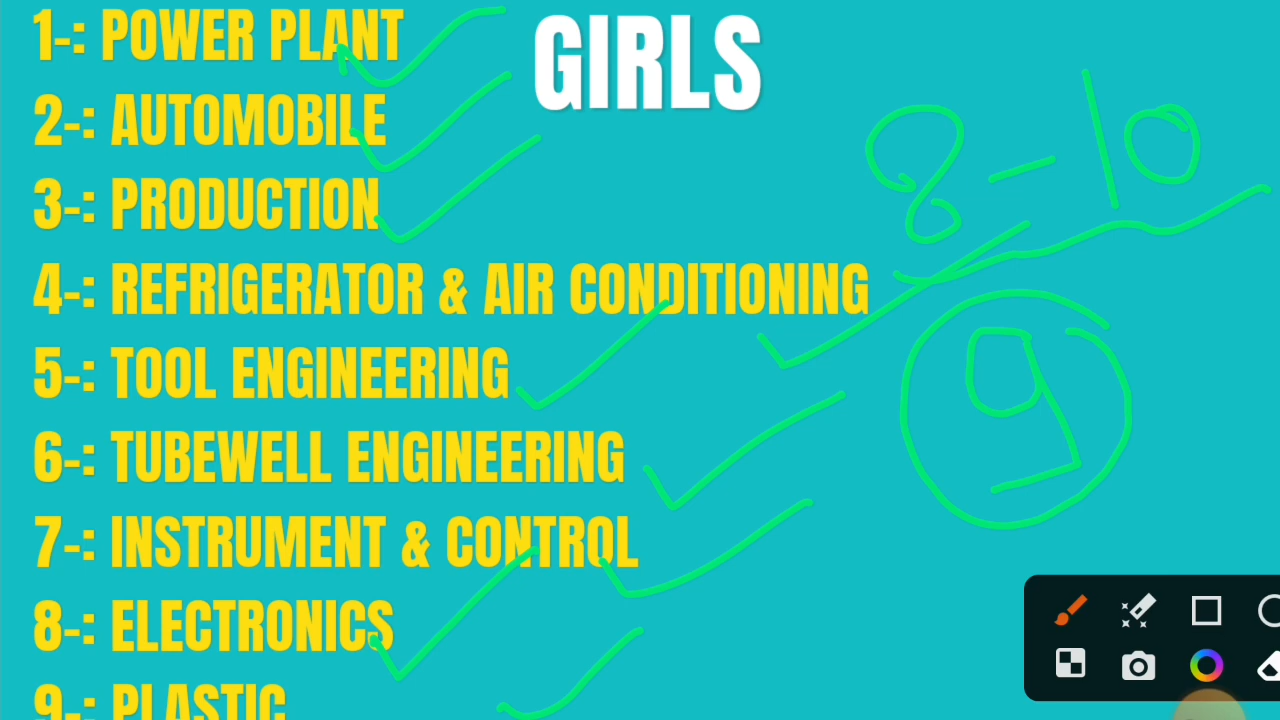 1-: POWER PLANT
GIRLS
2-: AUTOMOBILE
8-10
3-: PRODUCTION
4-: REFRIGERATOR & AIR CONDITIONING
5-: TOOL ENGINEERING
9
6-: TUBEWELL ENGINEERING
7-: INSTRUMENT & CONTROL
8-: ELECTRONICS
9-: PLASTIC